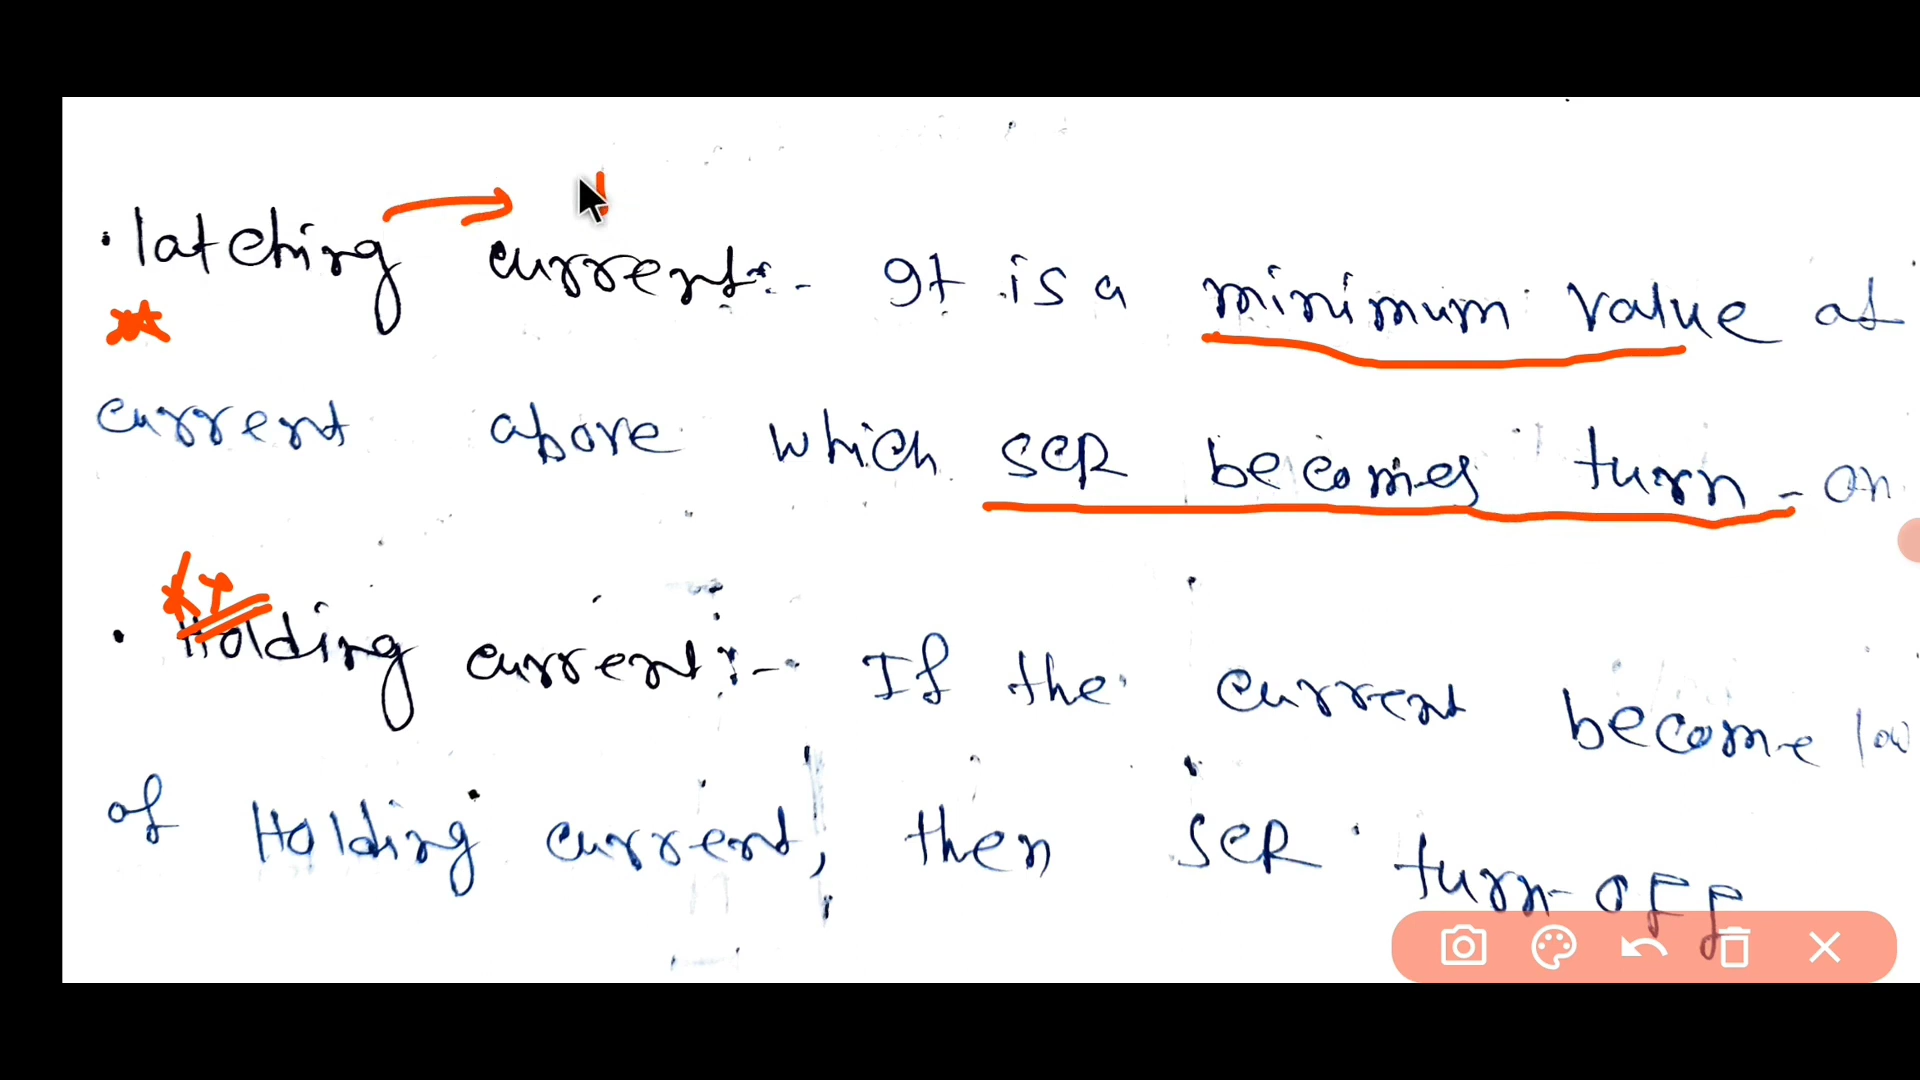 • latching current:- It is a minimum value of
current above which SCR becomes turn-on
• Holding current:- If the current become low
of Holding current, then SCR turn-off